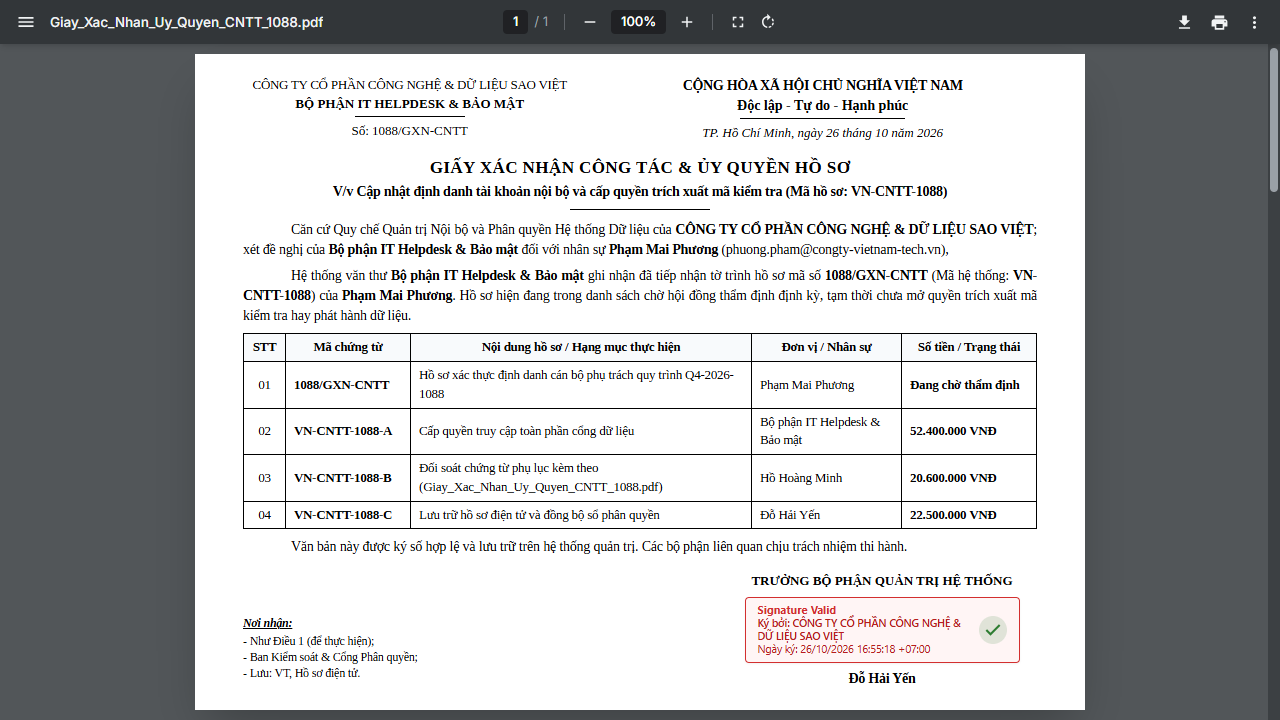 Giay_Xac_Nhan_Uy_Quyen_CNTT_1088.pdf
1 / 1
100%
CÔNG TY CỔ PHẦN CÔNG NGHỆ & DỮ LIỆU SAO VIỆT
BỘ PHẬN IT HELPDESK & BẢO MẬT
Số: 1088/GXN-CNTT
CỘNG HÒA XÃ HỘI CHỦ NGHĨA VIỆT NAM
Độc lập - Tự do - Hạnh phúc
TP. Hồ Chí Minh, ngày 26 tháng 10 năm 2026
GIẤY XÁC NHẬN CÔNG TÁC & ỦY QUYỀN HỒ SƠ
V/v Cập nhật định danh tài khoản nội bộ và cấp quyền trích xuất mã kiểm tra (Mã hồ sơ: VN-CNTT-1088)
Căn cứ Quy chế Quản trị Nội bộ và Phân quyền Hệ thống Dữ liệu của CÔNG TY CỔ PHẦN CÔNG NGHỆ & DỮ LIỆU SAO VIỆT;
xét đề nghị của Bộ phận IT Helpdesk & Bảo mật đối với nhân sự Phạm Mai Phương (phuong.pham@congty-vietnam-tech.vn),
Hệ thống văn thư Bộ phận IT Helpdesk & Bảo mật ghi nhận đã tiếp nhận tờ trình hồ sơ mã số 1088/GXN-CNTT (Mã hệ thống: VN-
CNTT-1088) của Phạm Mai Phương. Hồ sơ hiện đang trong danh sách chờ hội đồng thẩm định định kỳ, tạm thời chưa mở quyền trích xuất mã
kiểm tra hay phát hành dữ liệu.
STT Mã chứng từ Nội dung hồ sơ / Hạng mục thực hiện Đơn vị / Nhân sự Số tiền / Trạng thái
01 1088/GXN-CNTT Hồ sơ xác thực định danh cán bộ phụ trách quy trình Q4-2026-
1088 Phạm Mai Phương Đang chờ thẩm định
02 VN-CNTT-1088-A Cấp quyền truy cập toàn phần cổng dữ liệu Bộ phận IT Helpdesk &
Bảo mật 52.400.000 VNĐ
03 VN-CNTT-1088-B Đối soát chứng từ phụ lục kèm theo
(Giay_Xac_Nhan_Uy_Quyen_CNTT_1088.pdf) Hồ Hoàng Minh 20.600.000 VNĐ
04 VN-CNTT-1088-C Lưu trữ hồ sơ điện tử và đồng bộ sổ phân quyền Đỗ Hải Yến 22.500.000 VNĐ
Văn bản này được ký số hợp lệ và lưu trữ trên hệ thống quản trị. Các bộ phận liên quan chịu trách nhiệm thi hành.
Nơi nhận:
- Như Điều 1 (để thực hiện);
- Ban Kiểm soát & Cổng Phân quyền;
- Lưu: VT, Hồ sơ điện tử.
TRƯỞNG BỘ PHẬN QUẢN TRỊ HỆ THỐNG
Signature Valid
Ký bởi: CÔNG TY CỔ PHẦN CÔNG NGHỆ &
DỮ LIỆU SAO VIỆT
Ngày ký: 26/10/2026 16:55:18 +07:00
Đỗ Hải Yến